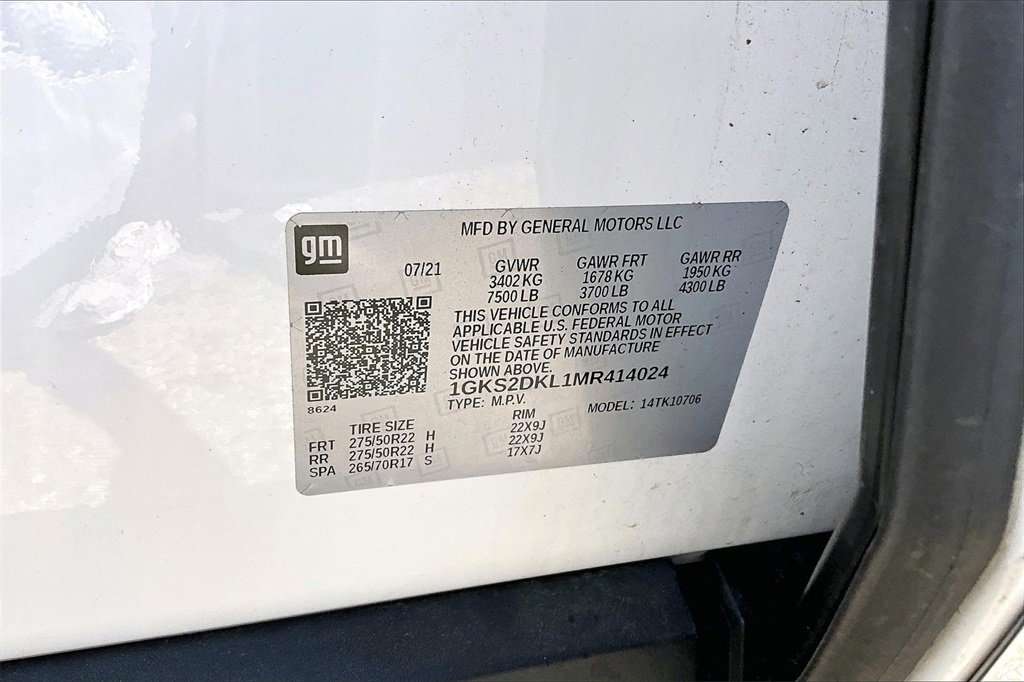 gm
MFD BY GENERAL MOTORS LLC
07/21
GVWR GAWR FRT GAWR RR
3402 KG 1678 KG 1950 KG
7500 LB 3700 LB 4300 LB
THIS VEHICLE CONFORMS TO ALL
APPLICABLE U.S. FEDERAL MOTOR
VEHICLE SAFETY STANDARDS IN EFFECT
ON THE DATE OF MANUFACTURE
SHOWN ABOVE.
1GKS2DKL1MR414024
8624
TYPE: M.P.V. MODEL: 14TK10706
TIRE SIZE RIM
FRT 275/50R22 H 22X9J
RR 275/50R22 H 22X9J
SPA 265/70R17 S 17X7J